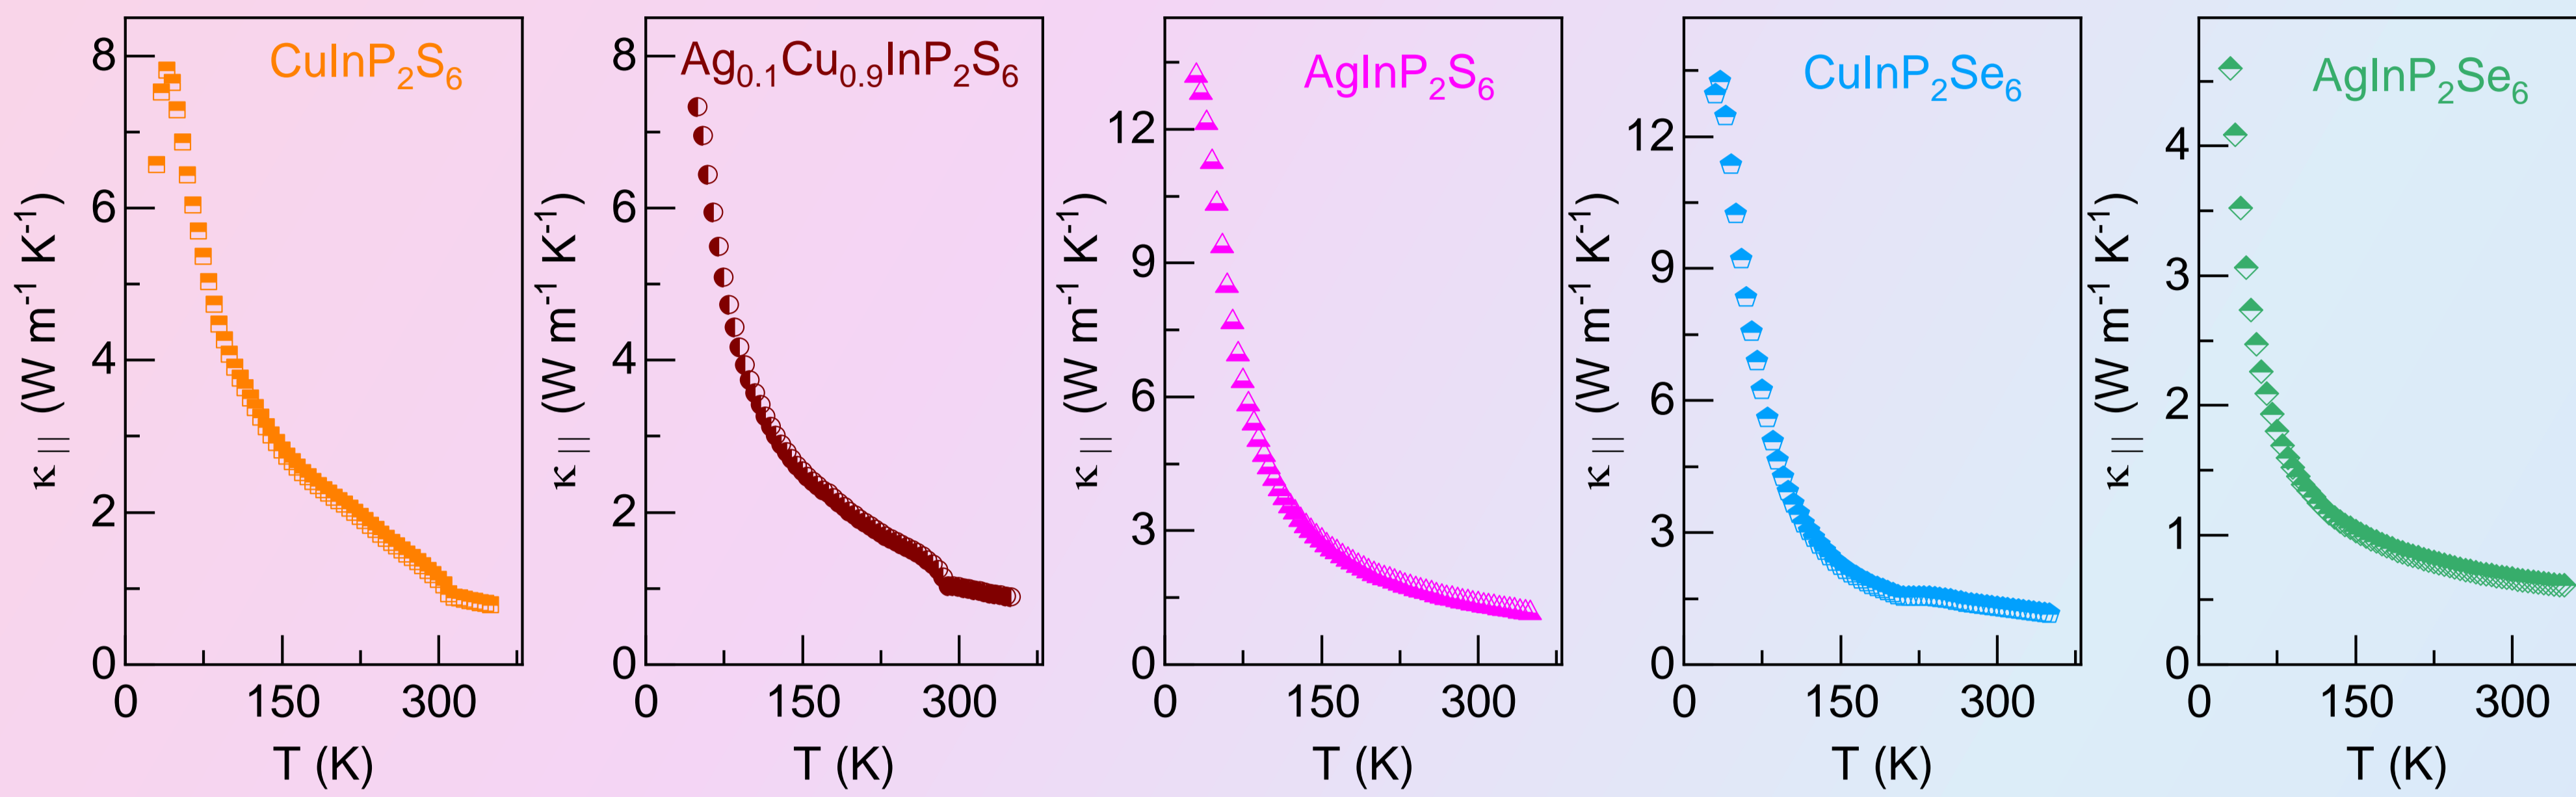 CuInP₂S₆
κ || (W m⁻¹ K⁻¹)
8
6
4
2
0
0 150 300
T (K)
Ag₀.₁Cu₀.₉InP₂S₆
κ || (W m⁻¹ K⁻¹)
8
6
4
2
0
0 150 300
T (K)
AgInP₂S₆
κ || (W m⁻¹ K⁻¹)
12
9
6
3
0
0 150 300
T (K)
CuInP₂Se₆
κ || (W m⁻¹ K⁻¹)
12
9
6
3
0
0 150 300
T (K)
AgInP₂Se₆
κ || (W m⁻¹ K⁻¹)
4
3
2
1
0
0 150 300
T (K)